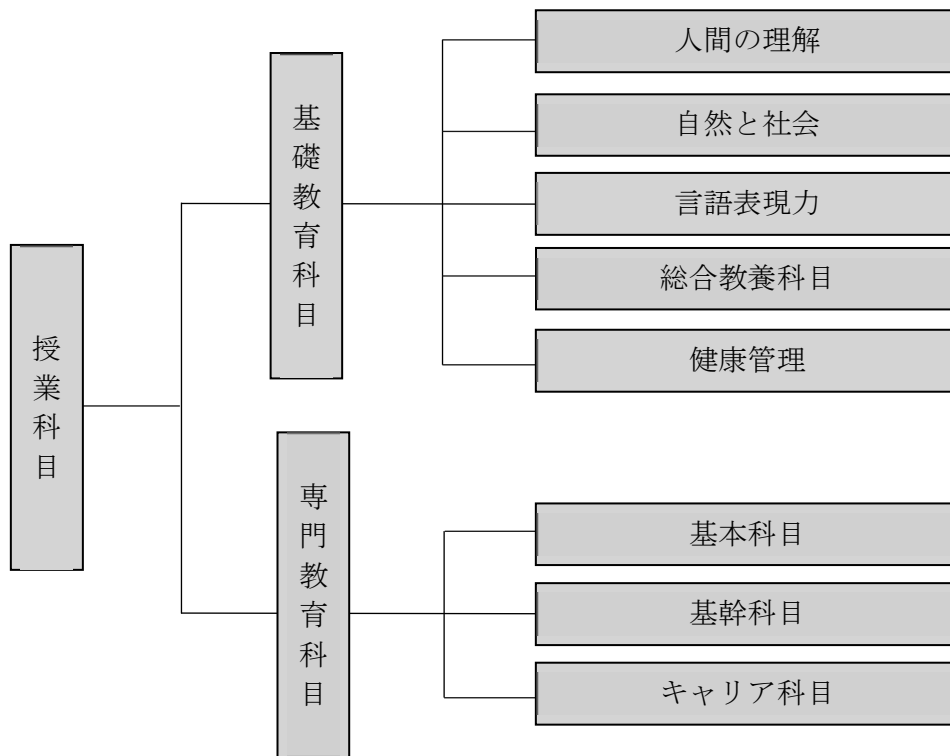 授業科目
基礎教育科目
人間の理解
自然と社会
言語表現力
総合教養科目
健康管理
専門教育科目
基本科目
基幹科目
キャリア科目